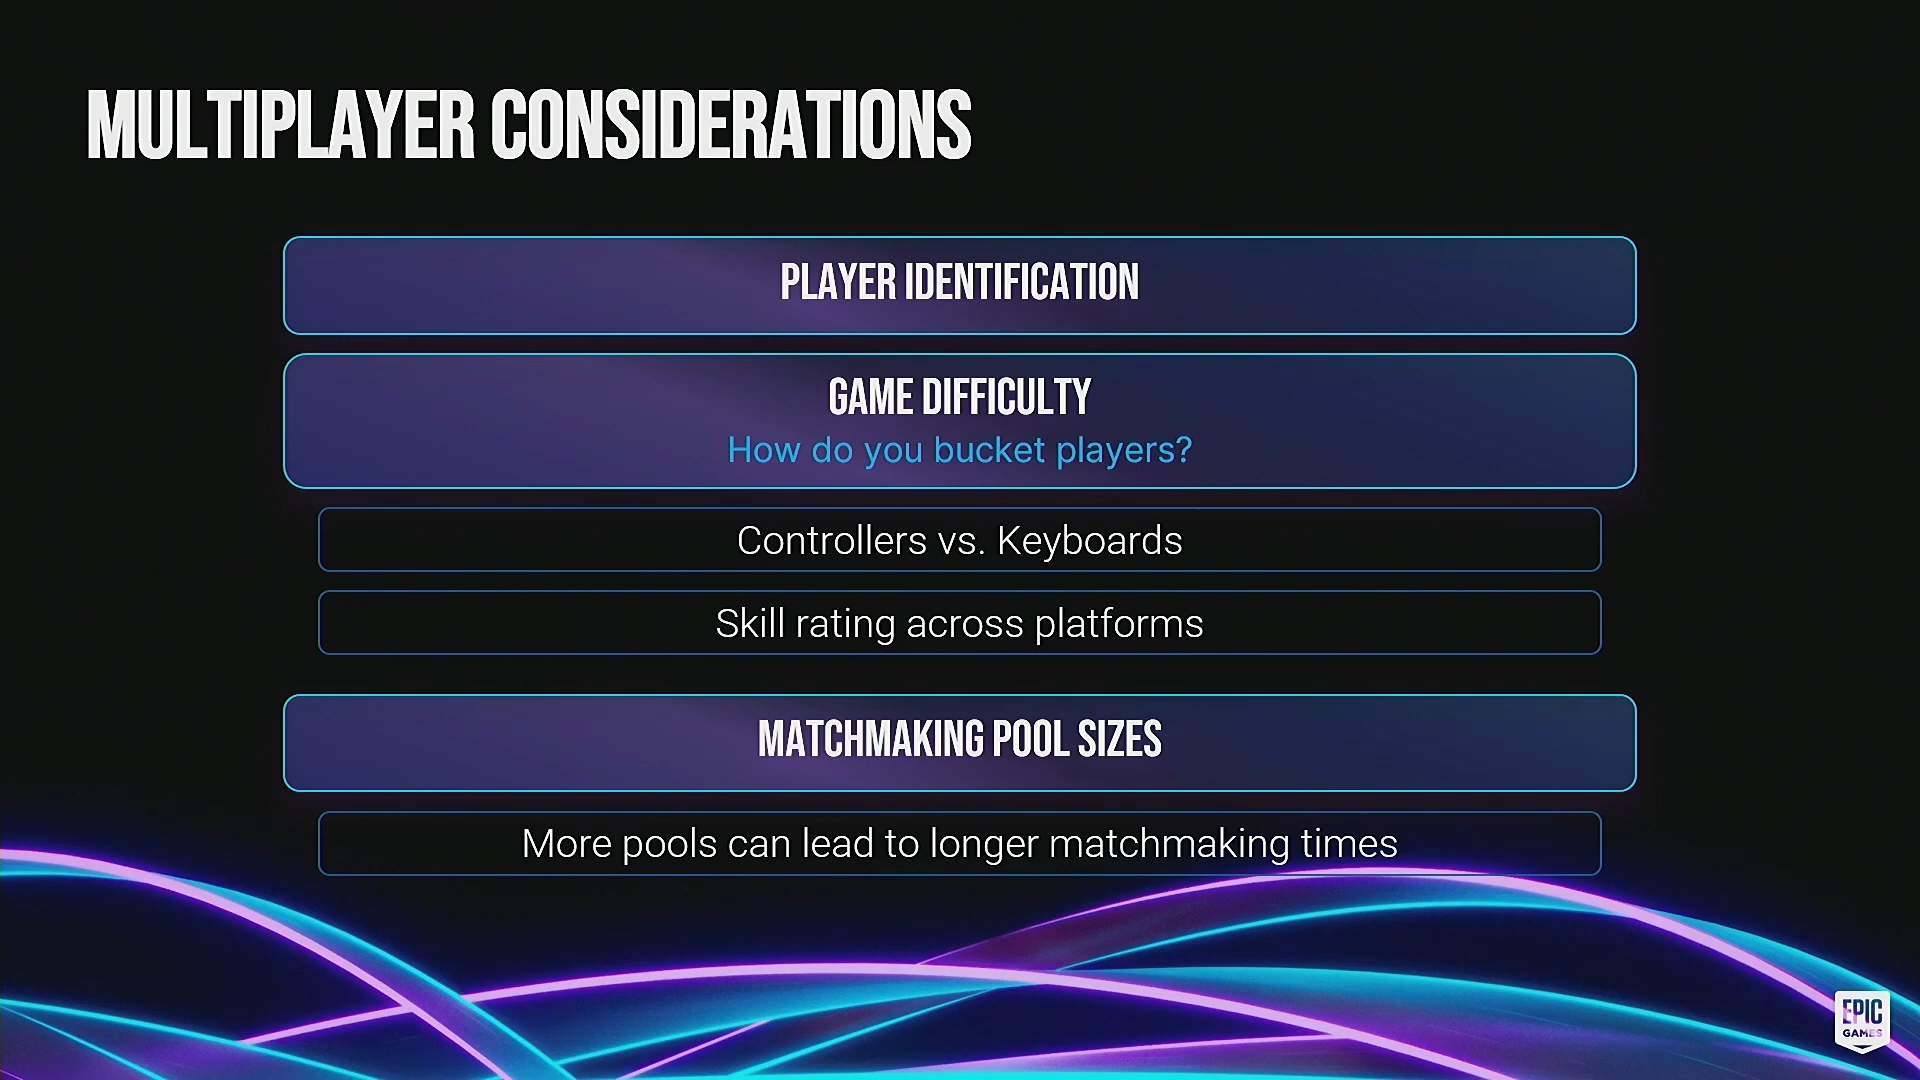 MULTIPLAYER CONSIDERATIONS
PLAYER IDENTIFICATION
GAME DIFFICULTY
How do you bucket players?
Controllers vs. Keyboards
Skill rating across platforms
MATCHMAKING POOL SIZES
More pools can lead to longer matchmaking times
EPIC
GAMES